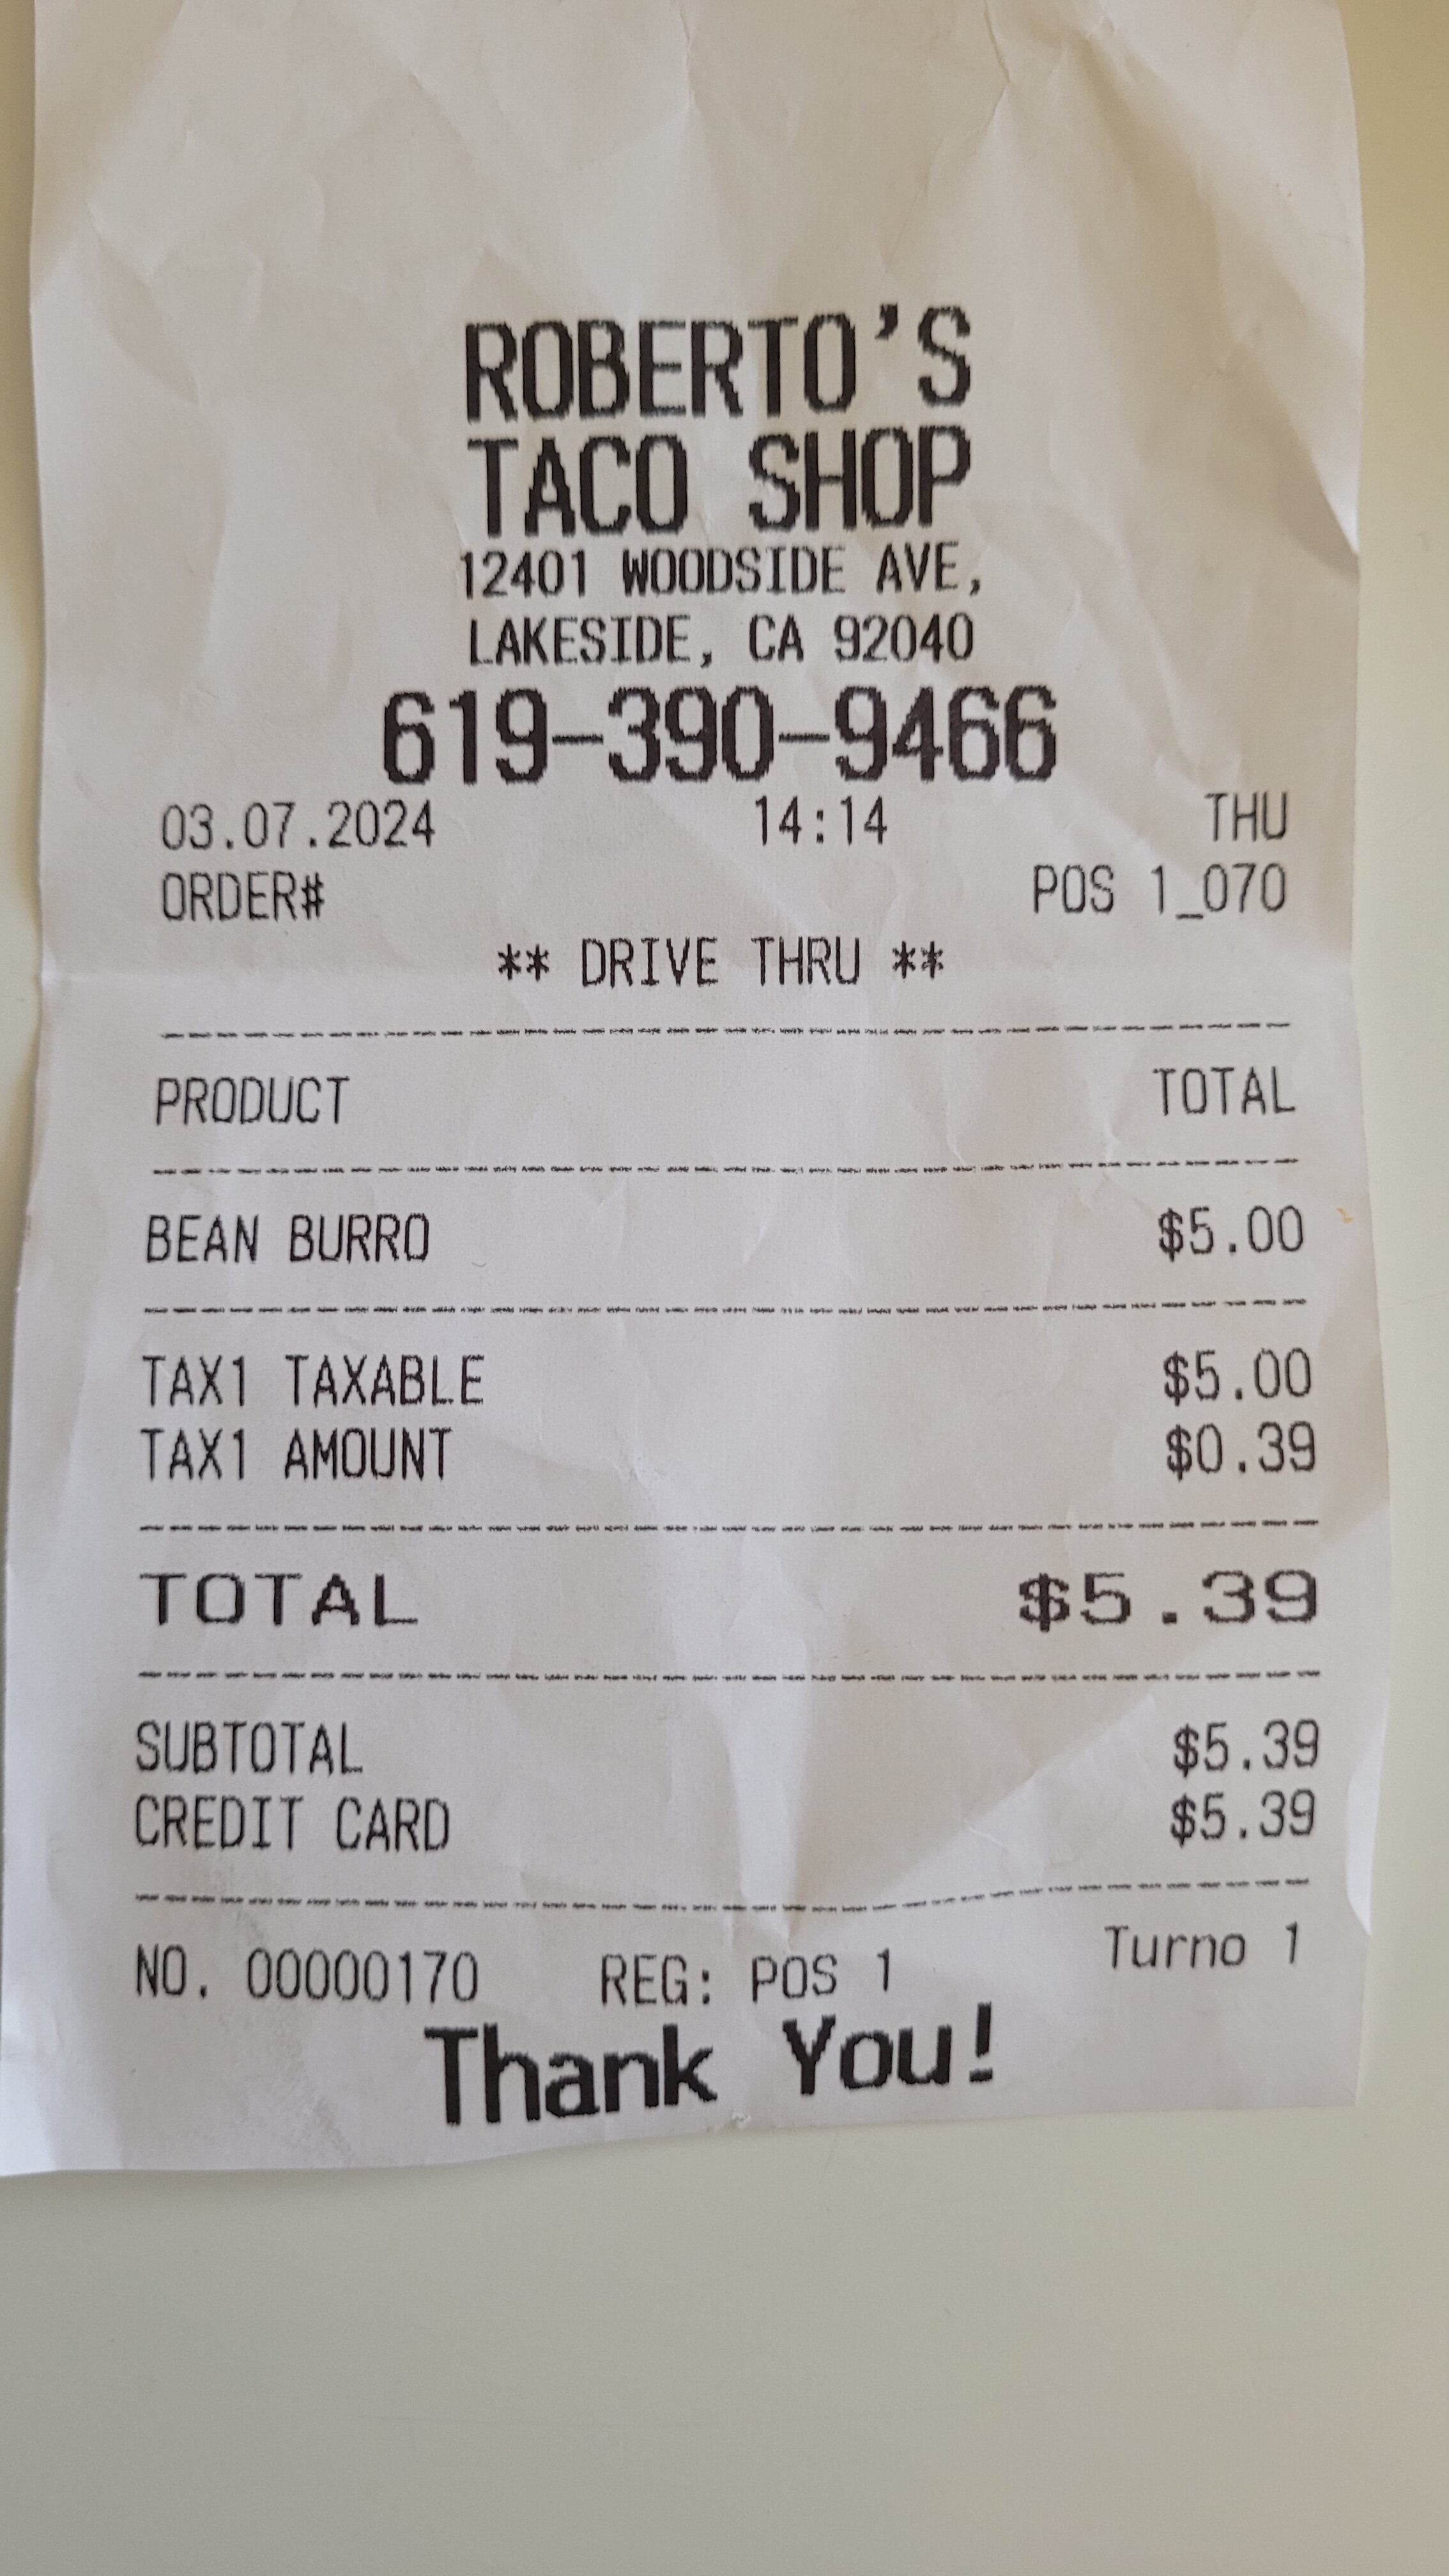 ROBERTO'S
TACO SHOP
12401 WOODSIDE AVE,
LAKESIDE, CA 92040
619-390-9466
03.07.2024 14:14 THU
ORDER# POS 1_070
** DRIVE THRU **
PRODUCT TOTAL
BEAN BURRO $5.00
TAX1 TAXABLE $5.00
TAX1 AMOUNT $0.39
TOTAL $5.39
SUBTOTAL $5.39
CREDIT CARD $5.39
NO. 00000170 REG: POS 1 Turno 1
Thank You!